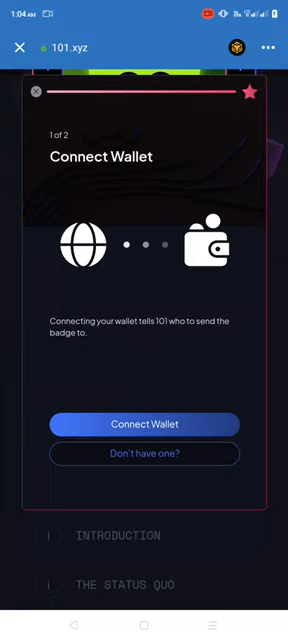 1:04 AM
101.xyz
1 of 2
Connect Wallet
Connecting your wallet tells 101 who to send the
badge to.
Connect Wallet
Don't have one?
INTRODUCTION
THE STATUS QUO